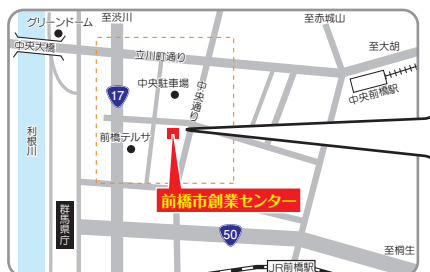 至渋川
至赤城山
グリーンドーム
中央大橋
立川町通り
至大胡
中央駐車場
中央通り
中央前橋駅
17
前橋テルサ
利根川
前橋市創業センター
群馬県庁
50
至桐生
JR前橋駅